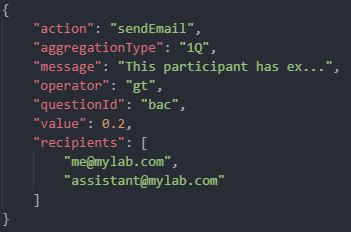 {
    "action": "sendEmail",
    "aggregationType": "1Q",
    "message": "This participant has ex...",
    "operator": "gt",
    "questionId": "bac",
    "value": 0.2,
    "recipients": [
        "me@mylab.com",
        "assistant@mylab.com"
    ]
}